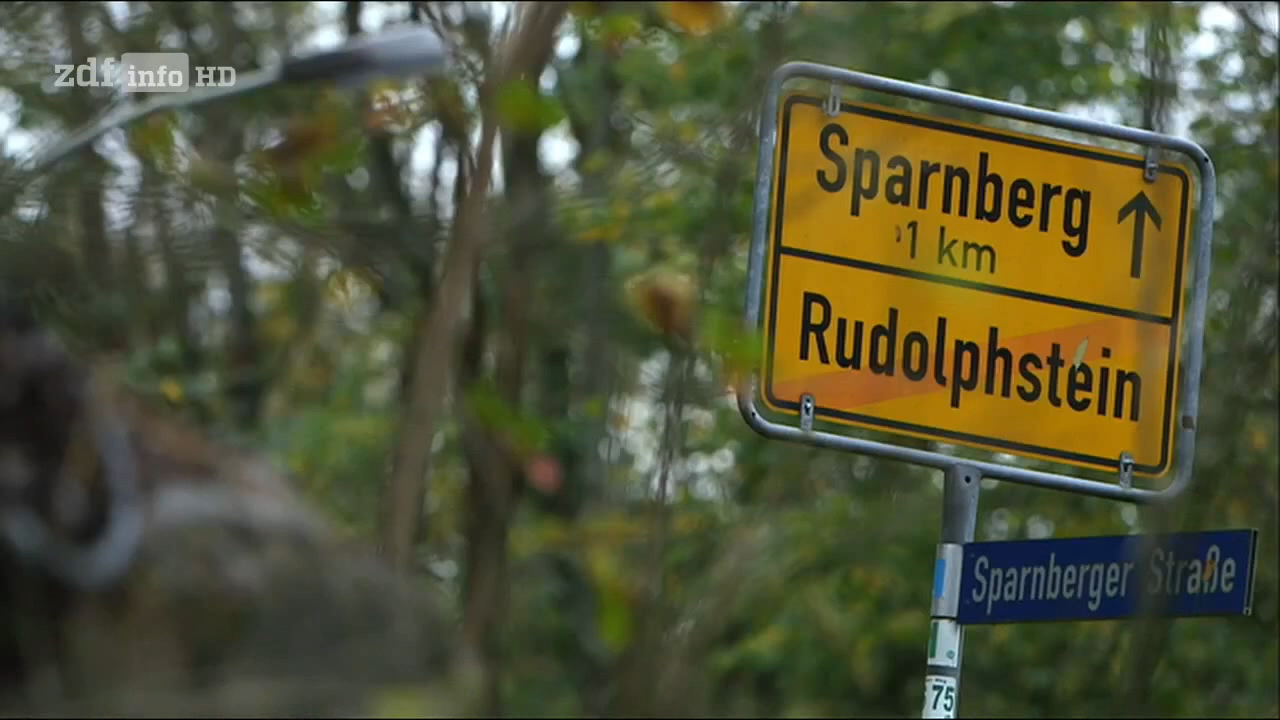 zdf info HD
Sparnberg
1 km
Rudolphstein
Sparnberger Straße
75